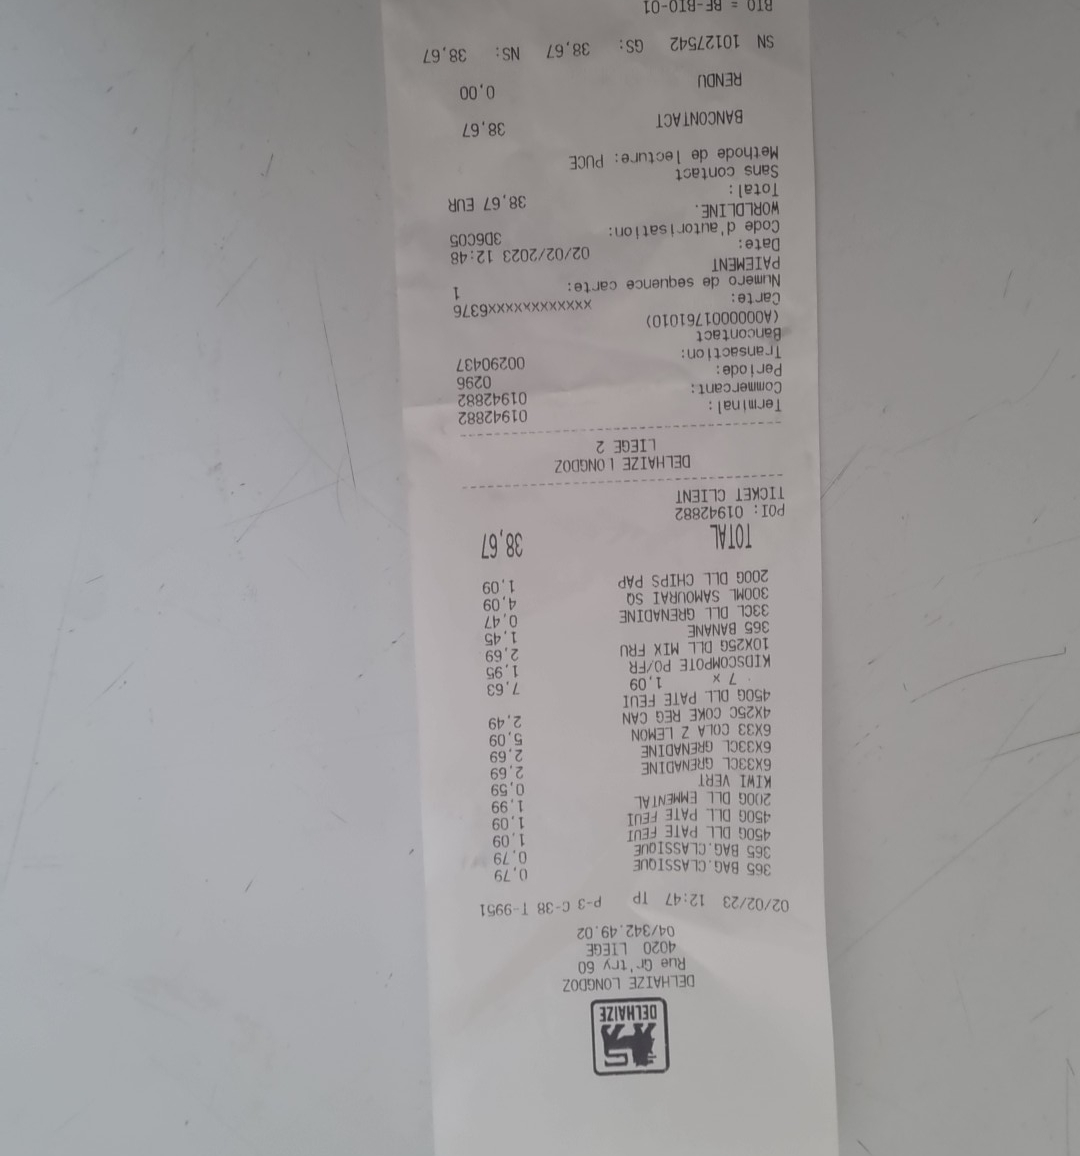 DELHAIZE
DELHAIZE LONGDOZ
Rue Gr'try 60
4020 LIEGE
04/342.49.02
02/02/23 12:47 TP P-3 C-38 T-9951
365 BAG.CLASSIQUE 0,79
365 BAG.CLASSIQUE 0,79
450G DLL PATE FEUI 1,09
450G DLL PATE FEUI 1,09
200G DLL EMMENTAL 1,99
KIWI VERT 0,59
6X33CL GRENADINE 2,69
6X33CL GRENADINE 2,69
6X33 COLA Z LEMON 5,09
4X25C COKE REG CAN 2,49
450G DLL PATE FEUI
7 x 1,09 7,63
KIDSCOMPOTE PO/FR 1,95
10X25G DLL MIX FRU 2,69
365 BANANE 1,45
33CL DLL GRENADINE 0,47
300ML SAMOURAI SQ 4,09
200G DLL CHIPS PAP 1,09
TOTAL 38,67
POI: 01942882
TICKET CLIENT
DELHAIZE LONGDOZ
LIEGE 2
Terminal: 01942882
Commercant: 01942882
Periode: 0296
Transaction: 00290437
Bancontact
(A0000001761010)
Carte: xxxxxxxxxxxxx6376
Numero de sequence carte: 1
PAIEMENT
Date: 02/02/2023 12:48
Code d'autorisation: 3D6C05
WORLDLINE.
Total: 38,67 EUR
Sans contact
Methode de lecture: PUCE
BANCONTACT 38,67
RENDU 0,00
SN 10127542 GS: 38,67 NS: 38,67
BIO = BE-BIO-01